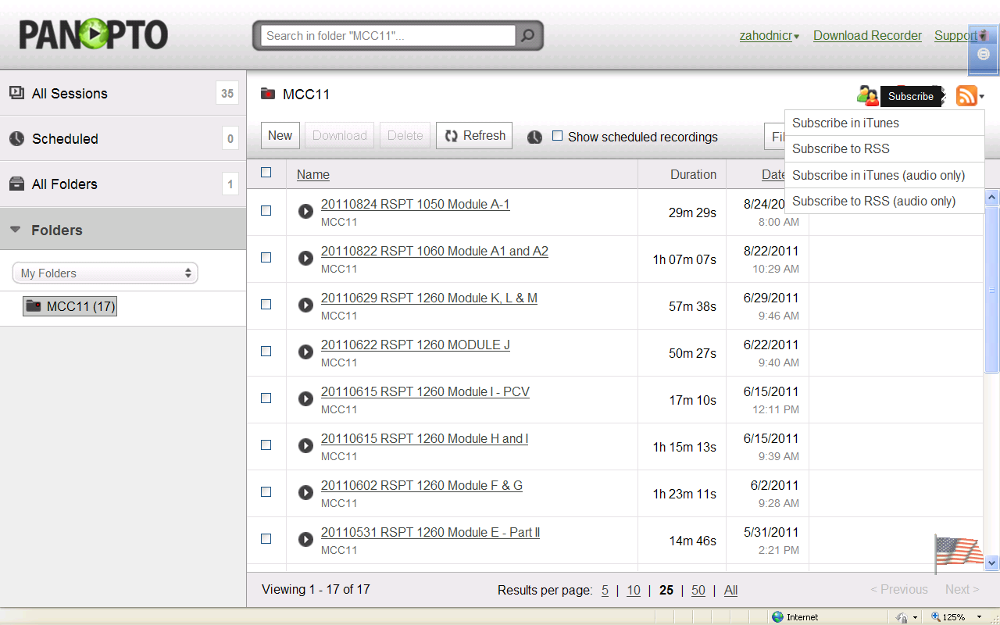 PANOPTO
Search in folder "MCC11"...
zahodnicr
Download Recorder
Support
All Sessions 35
Scheduled 0
All Folders 1
Folders
My Folders
MCC11 (17)
MCC11
Subscribe
Subscribe in iTunes
Subscribe to RSS
Subscribe in iTunes (audio only)
Subscribe to RSS (audio only)
New Download Delete Refresh Show scheduled recordings
Name Duration Date
20110824 RSPT 1050 Module A-1
MCC11
29m 29s
8/24/20
8:00 AM
20110822 RSPT 1060 Module A1 and A2
MCC11
1h 07m 07s
8/22/2011
10:29 AM
20110629 RSPT 1260 Module K, L & M
MCC11
57m 38s
6/29/2011
9:46 AM
20110622 RSPT 1260 MODULE J
MCC11
50m 27s
6/22/2011
9:40 AM
20110615 RSPT 1260 Module I - PCV
MCC11
17m 10s
6/15/2011
12:11 PM
20110615 RSPT 1260 Module H and I
MCC11
1h 15m 13s
6/15/2011
9:39 AM
20110602 RSPT 1260 Module F & G
MCC11
1h 23m 11s
6/2/2011
9:28 AM
20110531 RSPT 1260 Module E - Part II
MCC11
14m 46s
5/31/2011
2:21 PM
Viewing 1 - 17 of 17
Results per page: 5 | 10 | 25 | 50 | All
< Previous Next >
Internet
125%